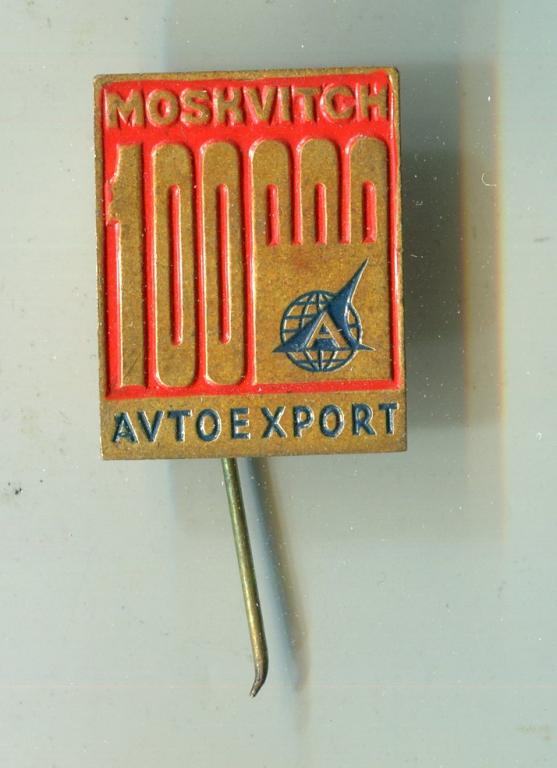 MOSKVITCH
100000
A
AVTOEXPORT